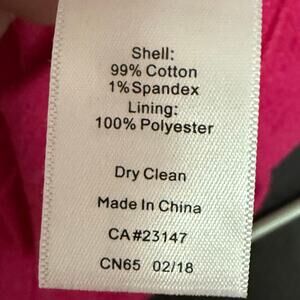 Shell:
99% Cotton
1% Spandex
Lining:
100% Polyester
Dry Clean
Made In China
CA#23147
CN65 02/18